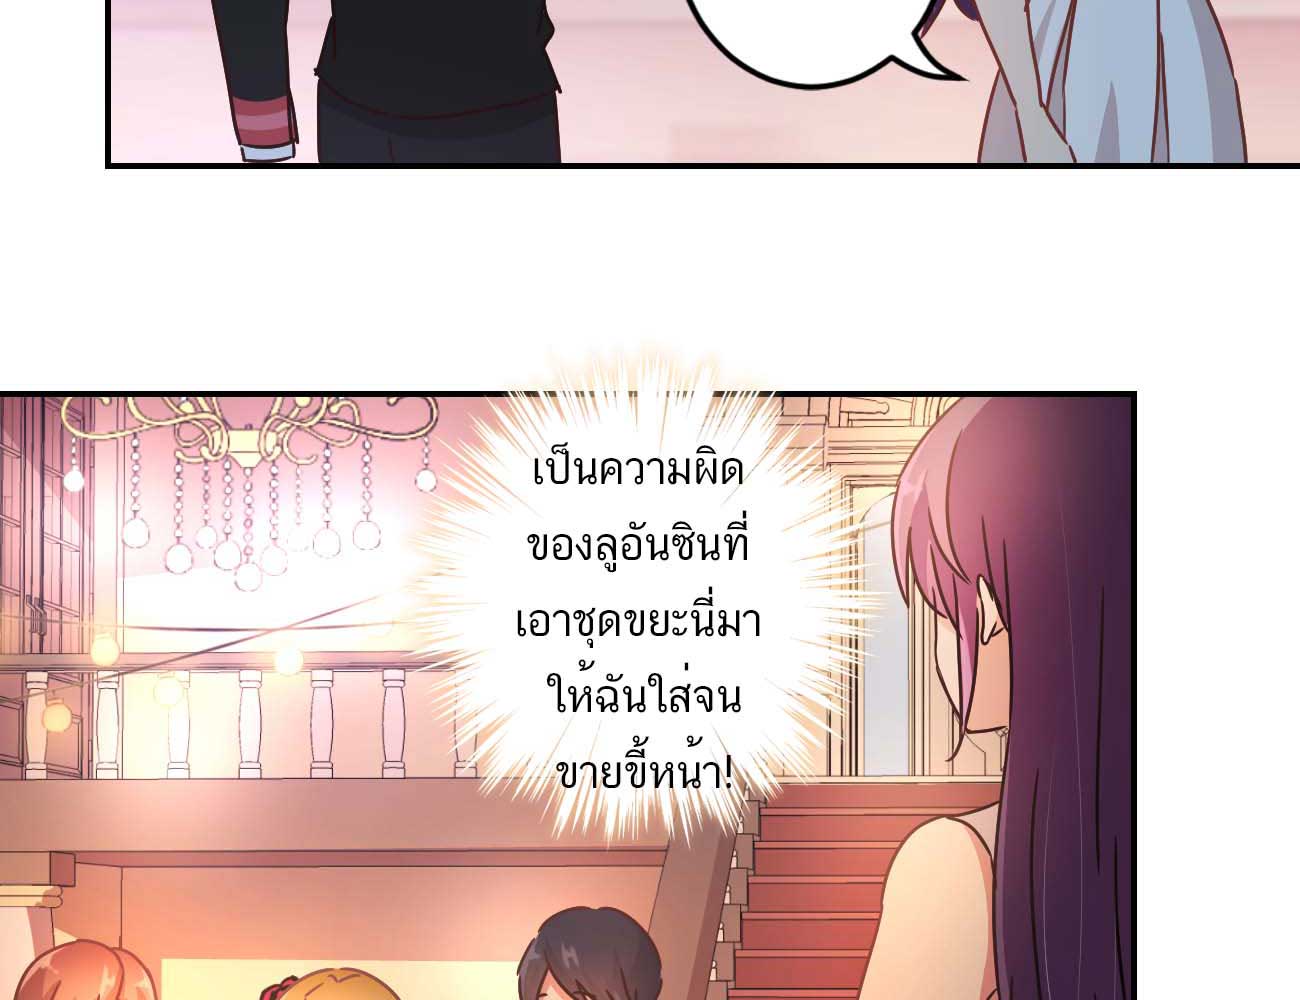 เป็นความผิด
ของลูอันซินที่
เอาชุดขยะนี่มา
ให้ฉันใส่จน
ขายขี้หน้า!